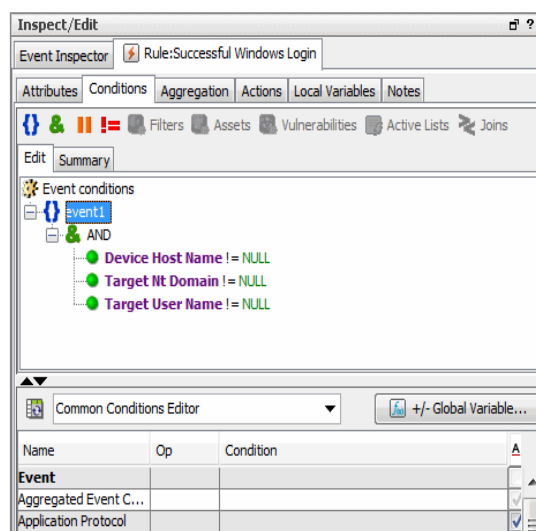 Inspect/Edit
Event Inspector Rule:Successful Windows Login
Attributes Conditions Aggregation Actions Local Variables Notes
{} & || != Filters Assets Vulnerabilities Active Lists Joins
Edit Summary
Event conditions
{} event1
& AND
Device Host Name != NULL
Target Nt Domain != NULL
Target User Name != NULL
Common Conditions Editor +/- Global Variable...
Name Op Condition A
Event
Aggregated Event C...
Application Protocol